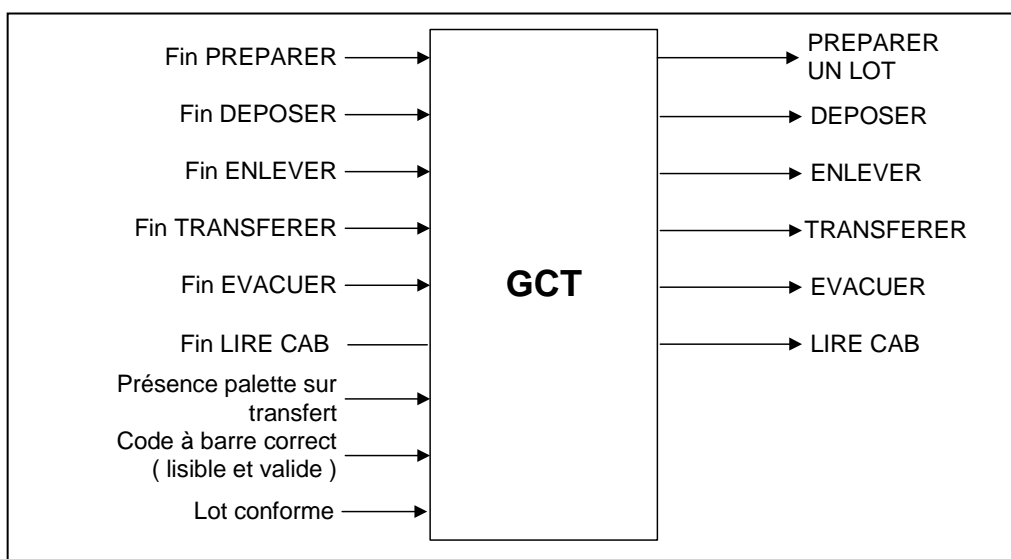 Fin PREPARER
Fin DEPOSER
Fin ENLEVER
Fin TRANSFERER
Fin EVACUER
Fin LIRE CAB
Présence palette sur
transfert
Code à barre correct
( lisible et valide )
Lot conforme
GCT
PREPARER
UN LOT
DEPOSER
ENLEVER
TRANSFERER
EVACUER
LIRE CAB